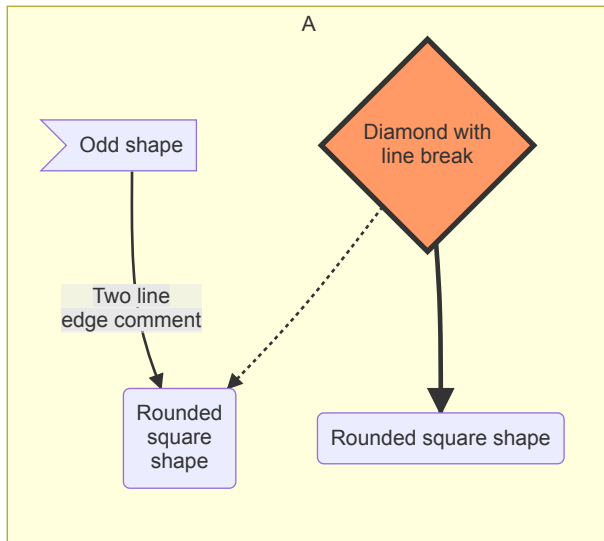 A
Odd shape
Diamond with
line break
Two line
edge comment
Rounded
square
shape
Rounded square shape